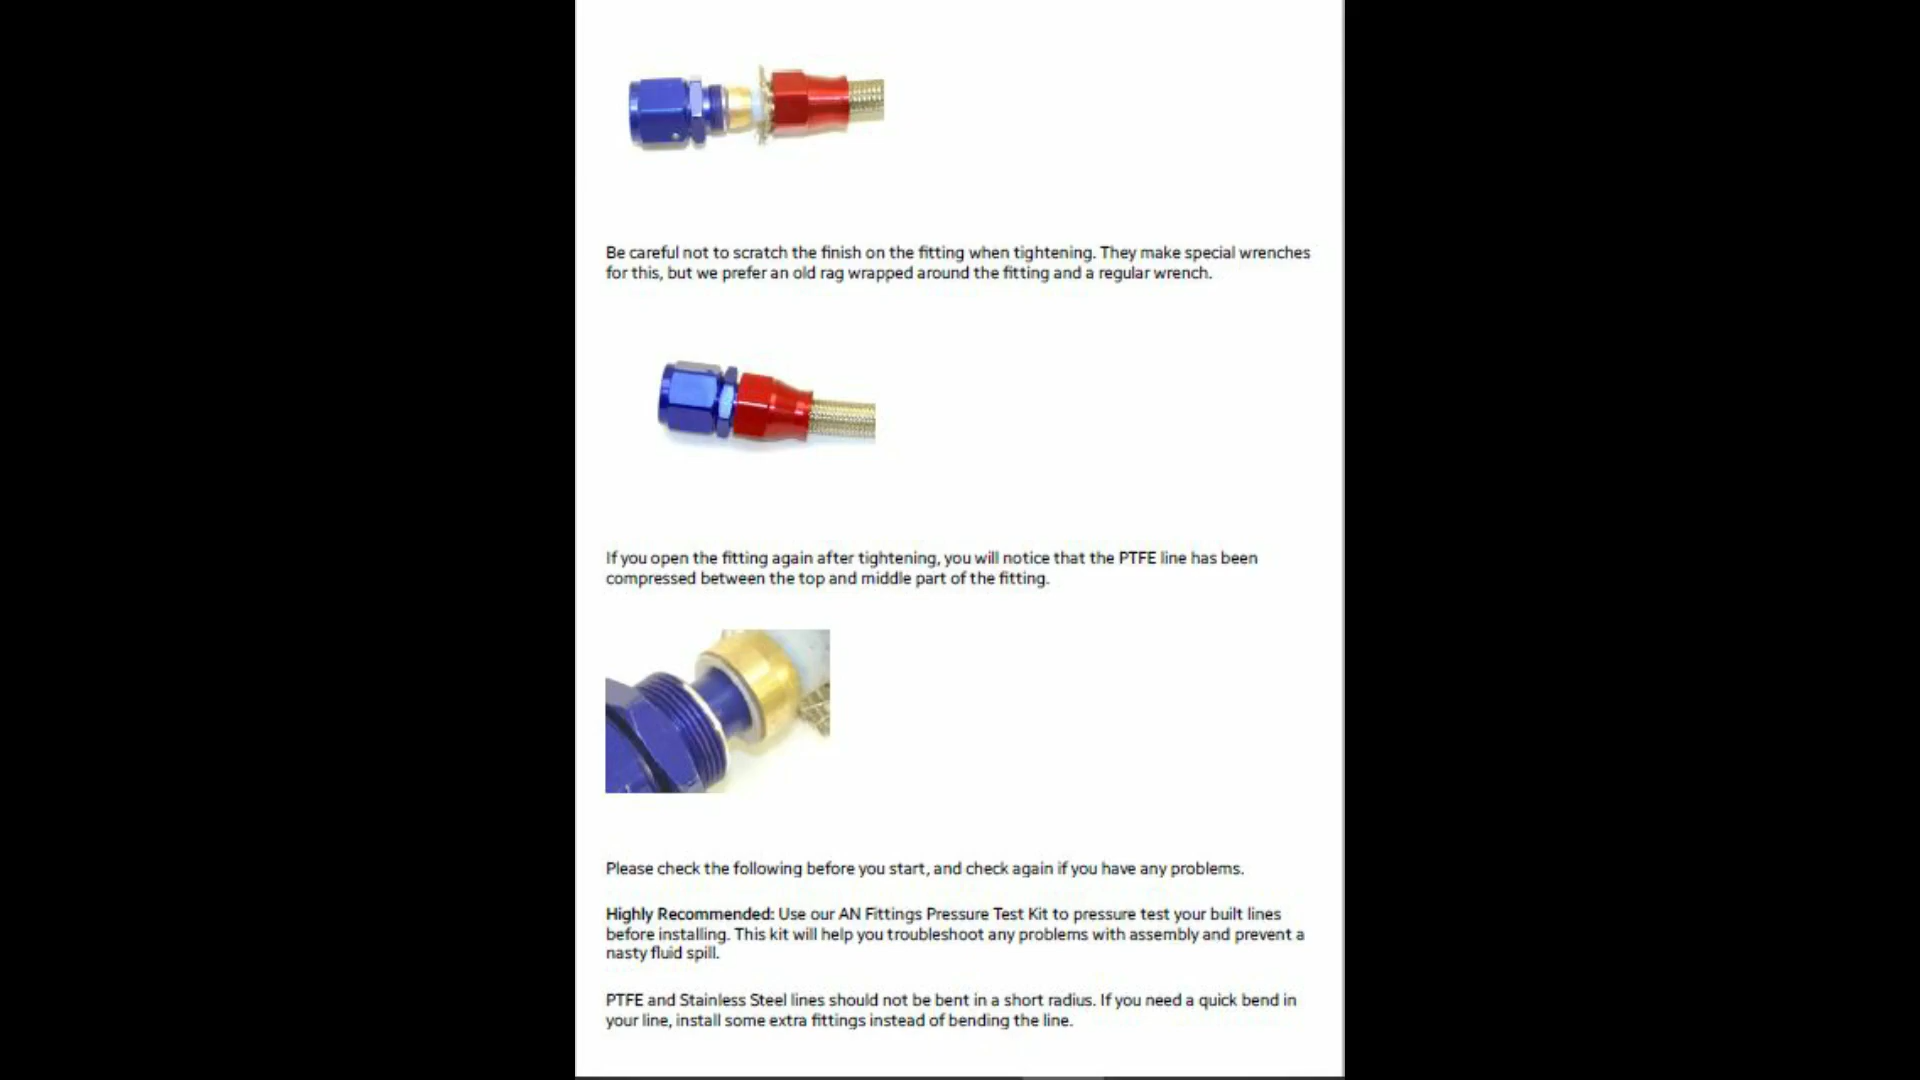 Be careful not to scratch the finish on the fitting when tightening. They make special wrenches
for this, but we prefer an old rag wrapped around the fitting and a regular wrench.
If you open the fitting again after tightening, you will notice that the PTFE line has been
compressed between the top and middle part of the fitting.
Please check the following before you start, and check again if you have any problems.
Highly Recommended: Use our AN Fittings Pressure Test Kit to pressure test your built lines
before installing. This kit will help you troubleshoot any problems with assembly and prevent a
nasty fluid spill.
PTFE and Stainless Steel lines should not be bent in a short radius. If you need a quick bend in
your line, install some extra fittings instead of bending the line.